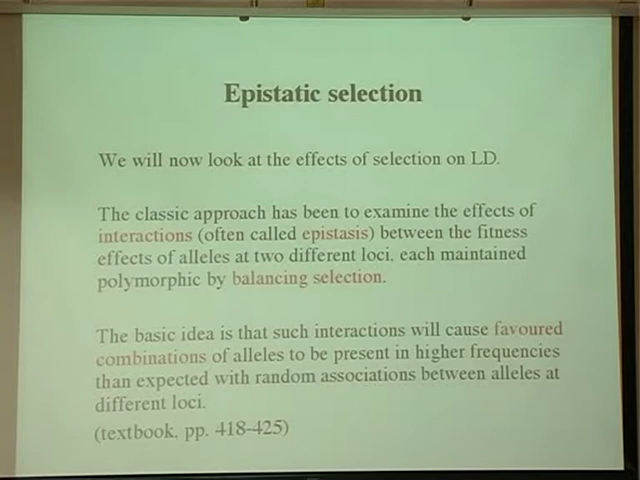 Epistatic selection
We will now look at the effects of selection on LD.
The classic approach has been to examine the effects of
interactions (often called epistasis) between the fitness
effects of alleles at two different loci, each maintained
polymorphic by balancing selection.
The basic idea is that such interactions will cause favoured
combinations of alleles to be present in higher frequencies
than expected with random associations between alleles at
different loci.
(textbook, pp. 418-425)